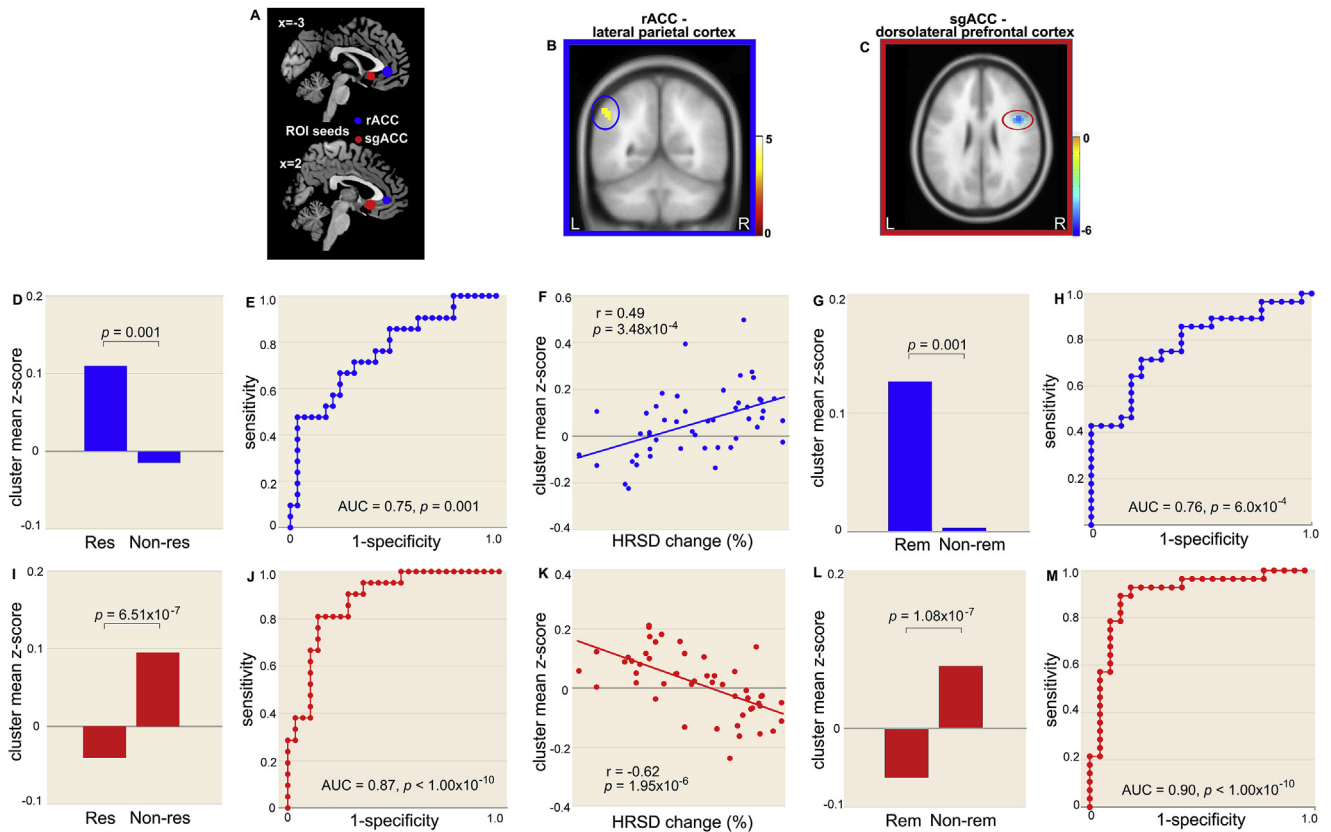 A
x=-3
rACC
ROI seeds
sgACC
x=2
rACC -
lateral parietal cortex
B
L
R
5
0
sgACC -
dorsolateral prefrontal cortex
C
L
R
0
-6
D
0.2
0.1
0
-0.1
cluster mean z-score
p = 0.001
Res Non-res
E
1.0
0.8
0.6
0.4
0.2
0
sensitivity
AUC = 0.75, p = 0.001
0 1.0
1-specificity
F
0.6
0.4
0.2
0
-0.2
-0.4
cluster mean z-score
r = 0.49
p = 3.48x10⁻⁴
HRSD change (%)
G
0.2
0.1
0
cluster mean z-score
p = 0.001
Rem Non-rem
H
1.0
0.8
0.6
0.4
0.2
0
sensitivity
AUC = 0.76, p = 6.0x10⁻⁴
0 1.0
1-specificity
I
0.2
0.1
0
-0.1
cluster mean z-score
p = 6.51x10⁻⁷
Res Non-res
J
1.0
0.8
0.6
0.4
0.2
0
Sensitivity
AUC = 0.87, p < 1.00x10⁻¹⁰
0 1.0
1-specificity
K
0.4
0.2
0
-0.2
-0.4
cluster mean z-score
r = -0.62
p = 1.95x10⁻⁶
HRSD change (%)
L
0.2
0.1
0
-0.1
cluster mean z-score
p = 1.08x10⁻⁷
Rem Non-rem
M
1.0
0.8
0.6
0.4
0.2
0
sensitivity
AUC = 0.90, p < 1.00x10⁻¹⁰
0 1.0
1-specificity